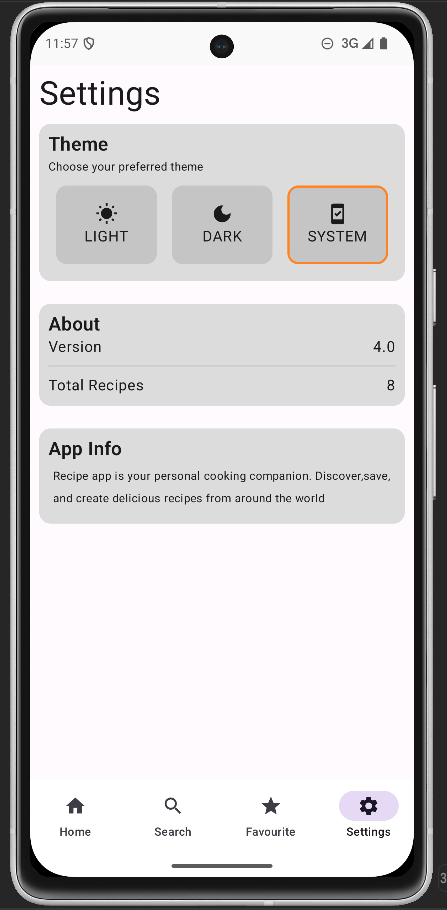 11:57 3G
Settings
Theme
Choose your preferred theme
LIGHT DARK SYSTEM
About
Version 4.0
Total Recipes 8
App Info
Recipe app is your personal cooking companion. Discover,save,
and create delicious recipes from around the world
Home Search Favourite Settings
3